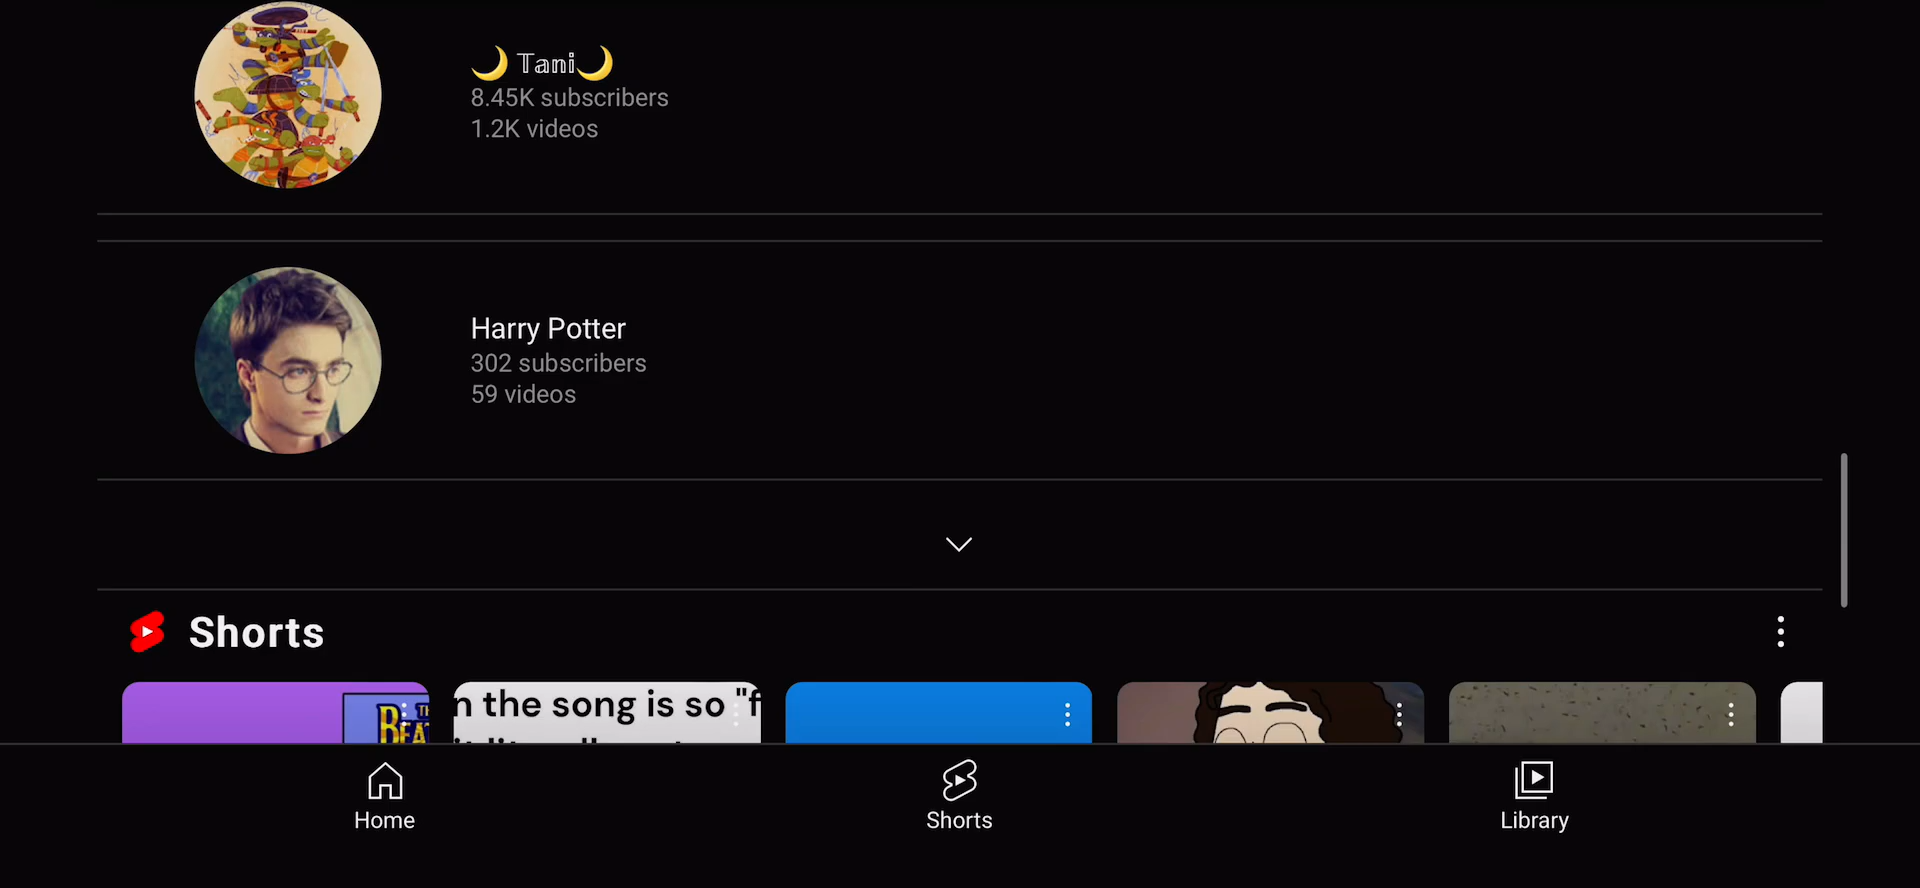 🌙 𝕋𝕒𝕟𝕚🌙
8.45K subscribers
1.2K videos
Harry Potter
302 subscribers
59 videos
Shorts
n the song is so "f
Home
Shorts
Library